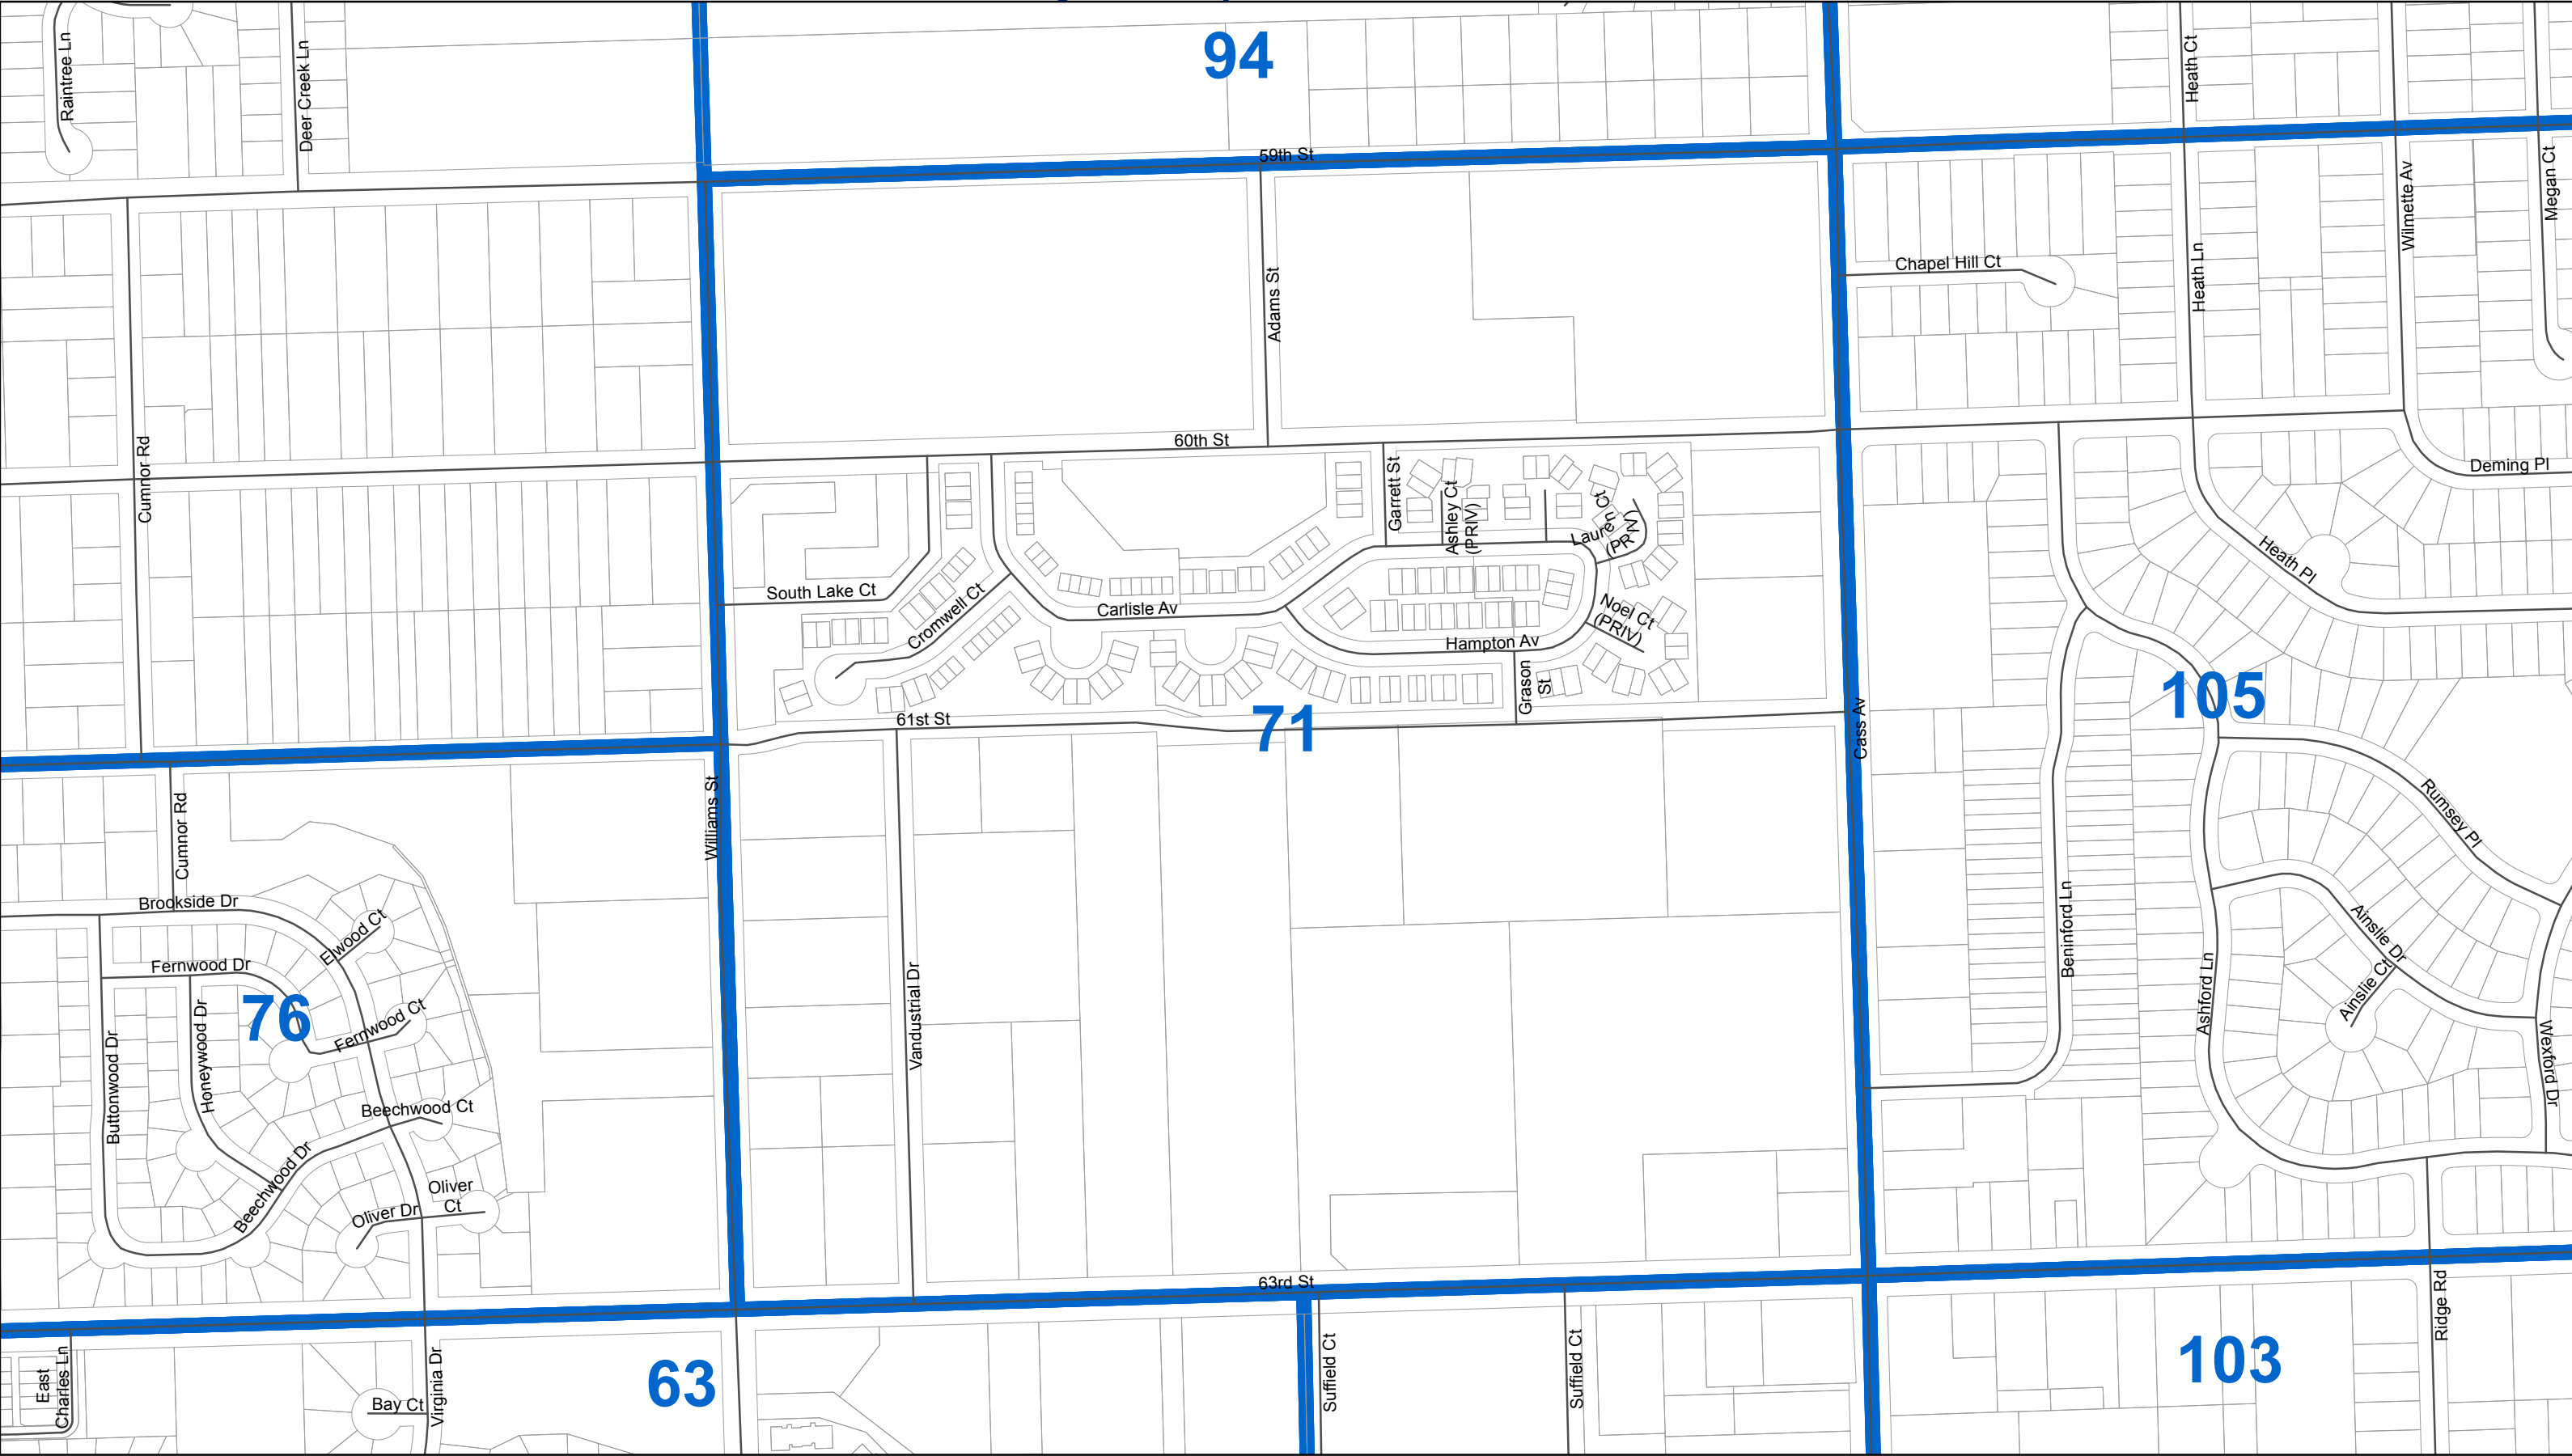 94
Raintree Ln
Deer Creek Ln
Heath Ct
59th St
Megan Ct
Wilmette Av
Chapel Hill Ct
Heath Ln
Adams St
60th St
Cumnor Rd
Garrett St
Ashley Ct
(PRIV)
Lauren Ct
(PRIV)
Deming Pl
Heath Pl
South Lake Ct
Cromwell Ct
Carlisle Av
Noel Ct
(PRIV)
Hampton Av
Grason
St
61st St
71
105
Cass Av
Williams St
Cumnor Rd
Rumsey Pl
Brookside Dr
Elwood Ct
Fernwood Dr
Fernwood Ct
76
Honeywood Dr
Buttonwood Dr
Vandustrial Dr
Beninford Ln
Ashford Ln
Ainslie Dr
Ainslie Ct
Wexford Dr
Beechwood Ct
Beechwood Dr
Oliver
Ct
Oliver Dr
63rd St
Ridge Rd
East
Charles Ln
Bay Ct
Virginia Dr
63
Suffield Ct
Suffield Ct
103